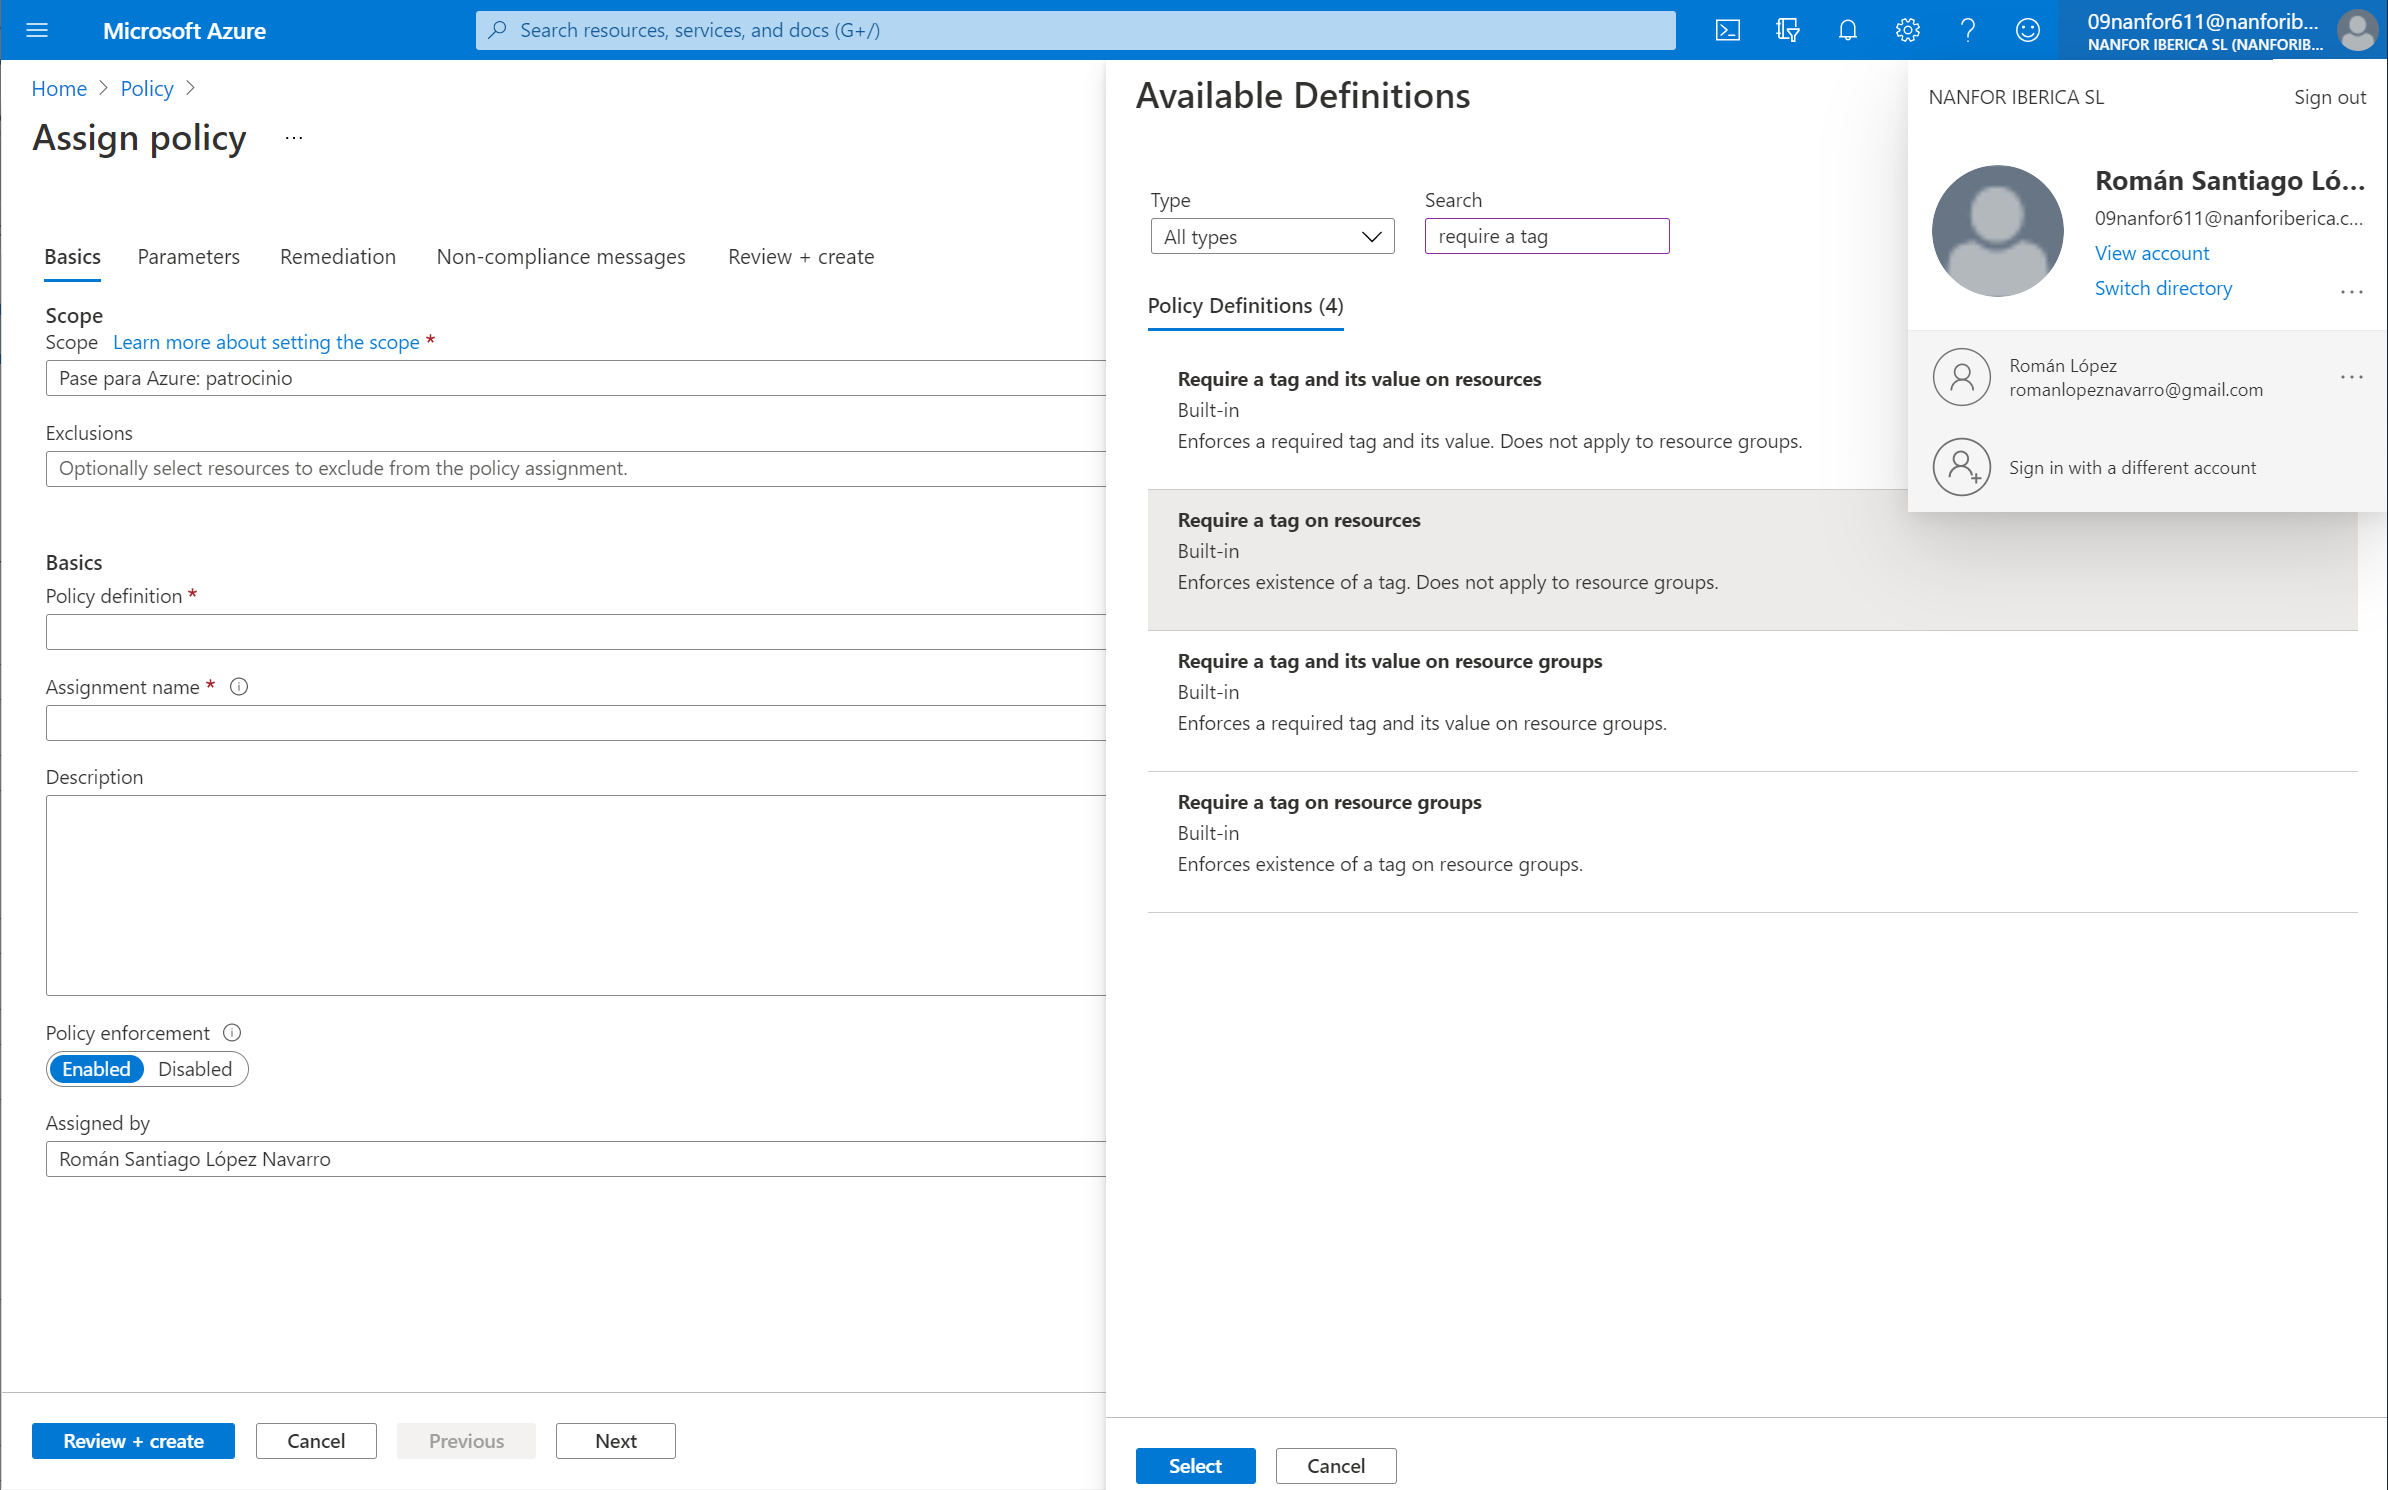 Microsoft Azure
Search resources, services, and docs (G+/)
09nanfor611@nanforib...
NANFOR IBERICA SL (NANFORIB...
Home > Policy >
Assign policy ...
Basics Parameters Remediation Non-compliance messages Review + create
Scope
Scope Learn more about setting the scope *
Pase para Azure: patrocinio
Exclusions
Optionally select resources to exclude from the policy assignment.
Basics
Policy definition *
Assignment name *
Description
Policy enforcement
Enabled Disabled
Assigned by
Román Santiago López Navarro
Review + create Cancel Previous Next
Available Definitions
Type Search
All types require a tag
Policy Definitions (4)
Require a tag and its value on resources
Built-in
Enforces a required tag and its value. Does not apply to resource groups.
Require a tag on resources
Built-in
Enforces existence of a tag. Does not apply to resource groups.
Require a tag and its value on resource groups
Built-in
Enforces a required tag and its value on resource groups.
Require a tag on resource groups
Built-in
Enforces existence of a tag on resource groups.
Select Cancel
NANFOR IBERICA SL Sign out
Román Santiago Ló...
09nanfor611@nanforiberica.c...
View account
Switch directory ...
Román López
romanlopeznavarro@gmail.com ...
Sign in with a different account